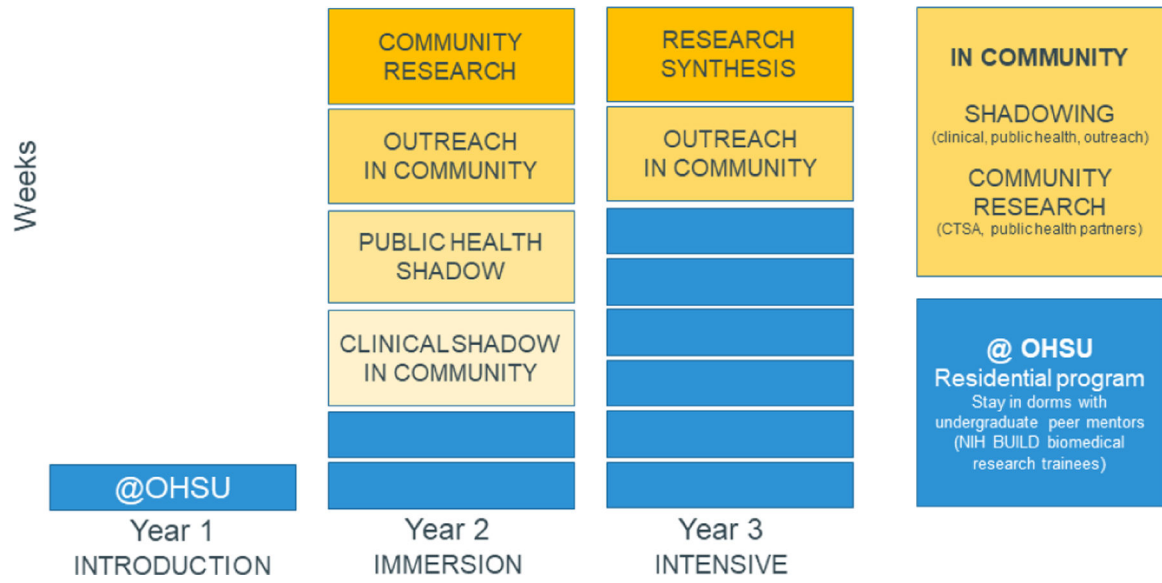 Weeks
@OHSU
Year 1
INTRODUCTION
COMMUNITY
RESEARCH
OUTREACH
IN COMMUNITY
PUBLIC HEALTH
SHADOW
CLINICAL SHADOW
IN COMMUNITY
Year 2
IMMERSION
RESEARCH
SYNTHESIS
OUTREACH
IN COMMUNITY
Year 3
INTENSIVE
IN COMMUNITY
SHADOWING
(clinical, public health, outreach)
COMMUNITY
RESEARCH
(CTSA, public health partners)
@ OHSU
Residential program
Stay in dorms with
undergraduate peer mentors
(NIH BUILD biomedical
research trainees)